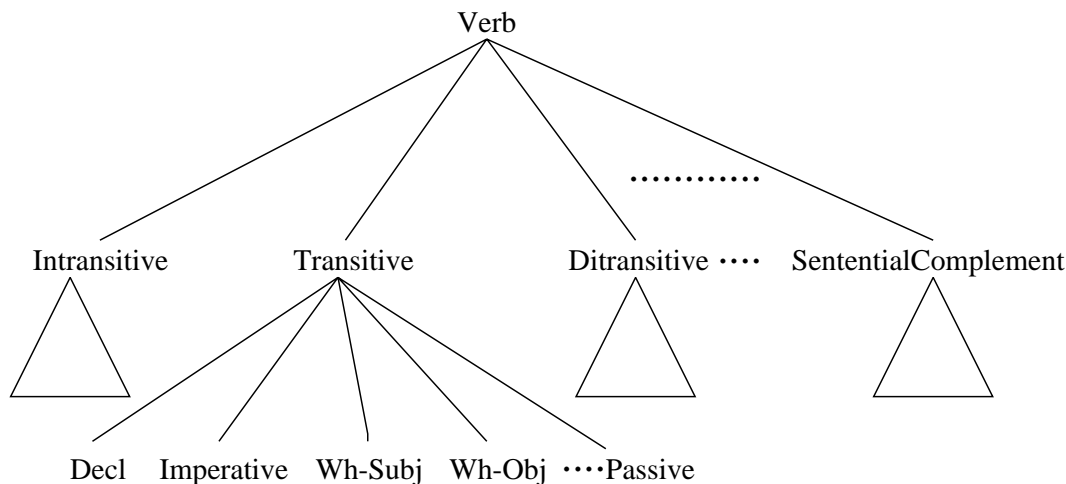 Verb
............
Intransitive Transitive Ditransitive .... SententialComplement
Decl Imperative Wh-Subj Wh-Obj ....Passive